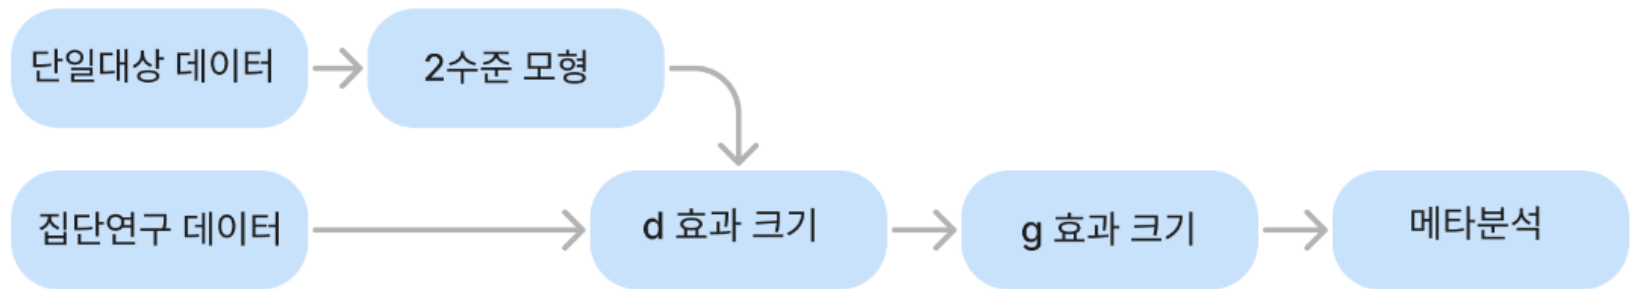 단일대상 데이터
2수준 모형
집단연구 데이터
d 효과 크기
g 효과 크기
메타분석